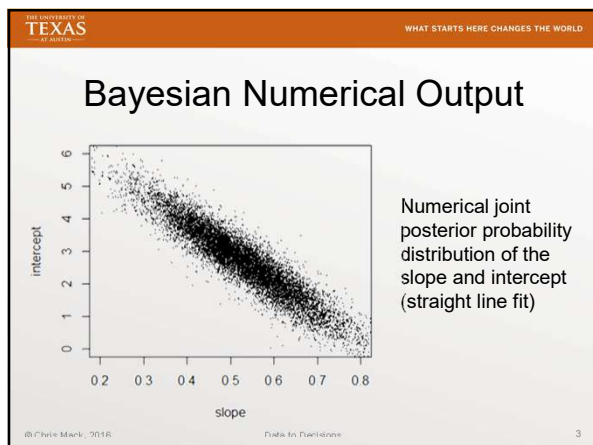 THE UNIVERSITY OF
TEXAS
AT AUSTIN
WHAT STARTS HERE CHANGES THE WORLD
Bayesian Numerical Output
6
5
4
3
2
1
0
intercept
0 2 0 3 0 4 0 5 0 6 0 7 0 8
slope
Numerical joint
posterior probability
distribution of the
slope and intercept
(straight line fit)
© Chris Mack, 2016
Data to Decisions
3